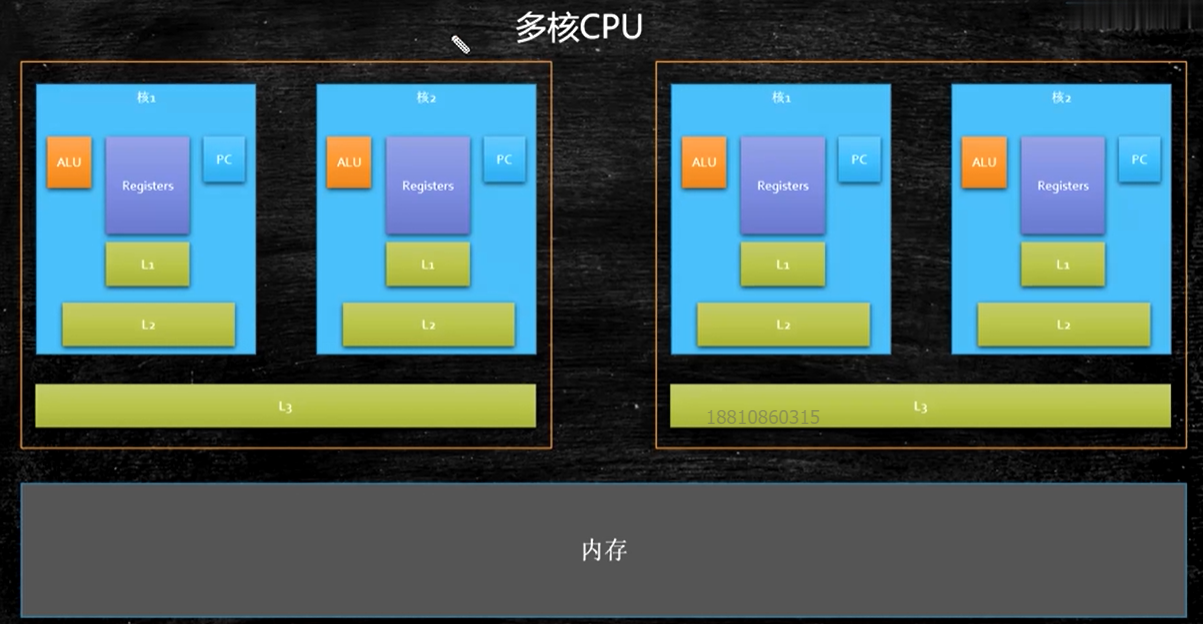 多核CPU
核1
核2
核1
核2
ALU
Registers
PC
ALU
Registers
PC
ALU
Registers
PC
ALU
Registers
PC
L1
L1
L1
L1
L2
L2
L2
L2
L3
L3
18810860315
内存